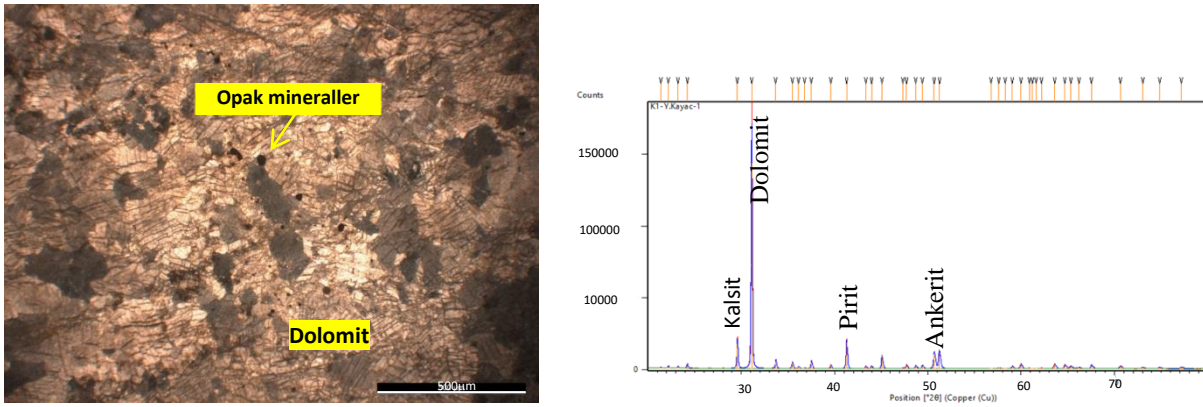 Opak mineraller
Dolomit
500µm
Counts
K1-Y.Kayac-1
150000
100000
10000
0
Kalsit
Dolomit
Pirit
Ankerit
30
40
50
60
70
Position [°2θ] (Copper (Cu))